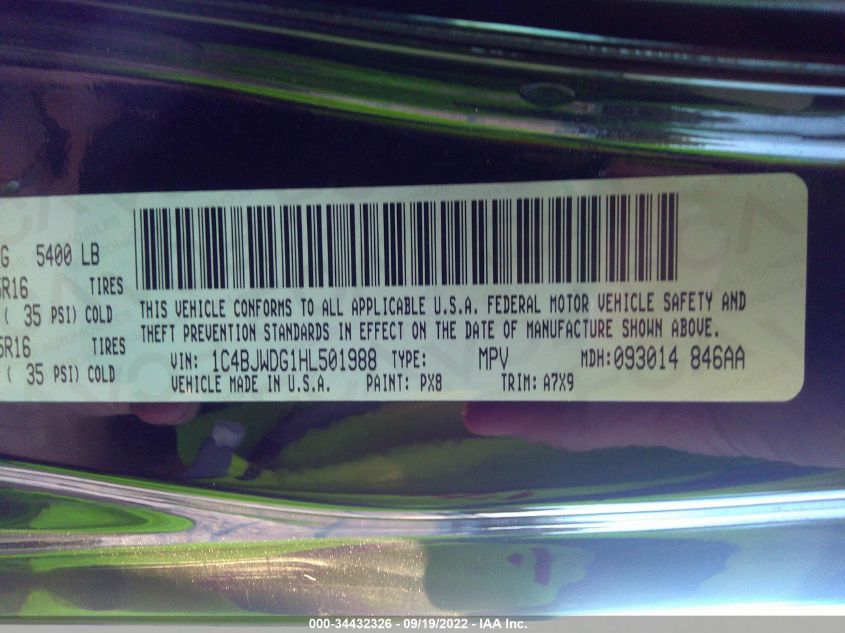 G 5400 LB
5R16 TIRES
( 35 PSI) COLD
5R16 TIRES
( 35 PSI) COLD
THIS VEHICLE CONFORMS TO ALL APPLICABLE U.S.A. FEDERAL MOTOR VEHICLE SAFETY AND
THEFT PREVENTION STANDARDS IN EFFECT ON THE DATE OF MANUFACTURE SHOWN ABOVE.
VIN: 1C4BJWDG1HL501988 TYPE: MPV MDH:093014 846AA
VEHICLE MADE IN U.S.A. PAINT: PX8 TRIM: A7X9
000-34432326 - 09/19/2022 - IAA Inc.